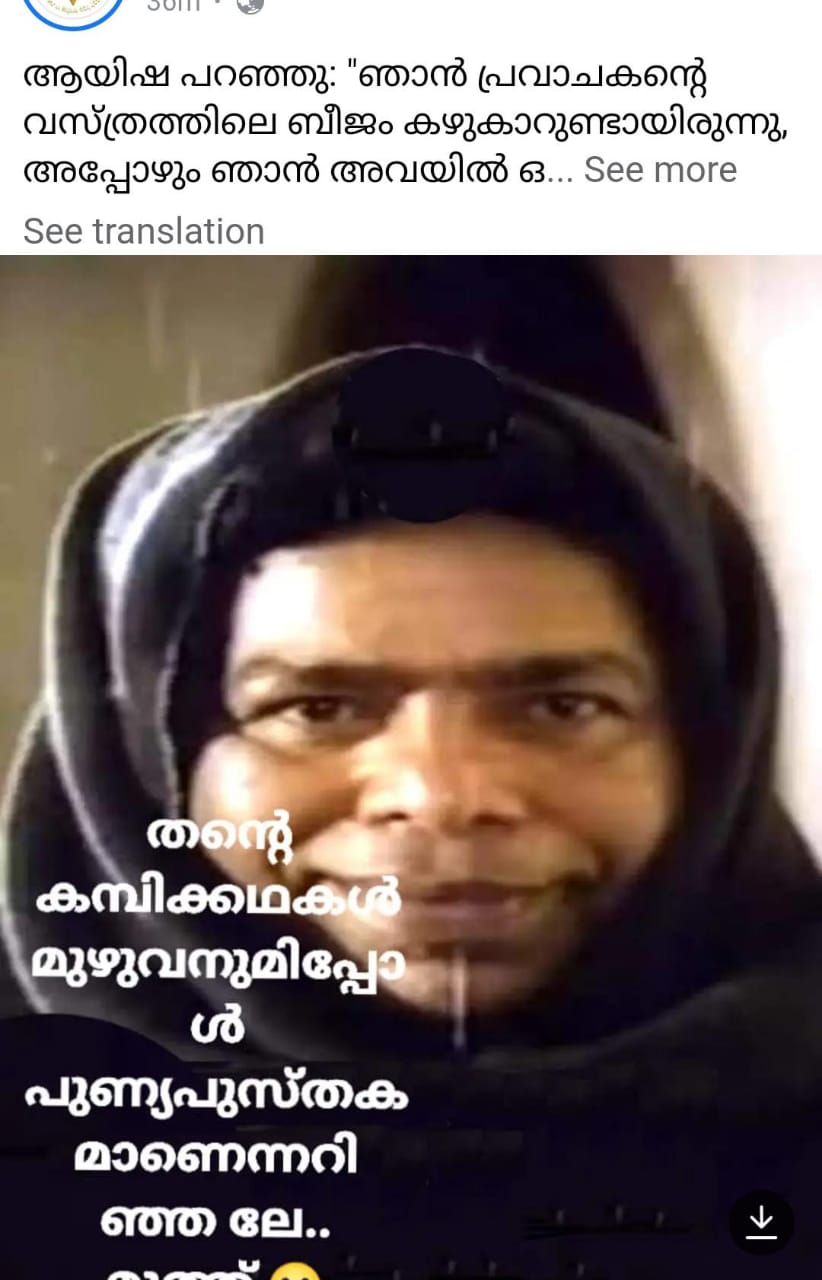 36m
ആയിഷ പറഞ്ഞു: "ഞാൻ പ്രവാചകന്റെ
വസ്ത്രത്തിലെ ബീജം കഴുകാറുണ്ടായിരുന്നു,
അപ്പോഴും ഞാൻ അവയിൽ ഒ... See more
See translation
തന്റെ
കമ്പിക്കഥകൾ
മുഴുവനുമിപ്പോ
ൾ
പുണ്യപുസ്തക
മാണെന്നറി
ഞ്ഞ ലേ..